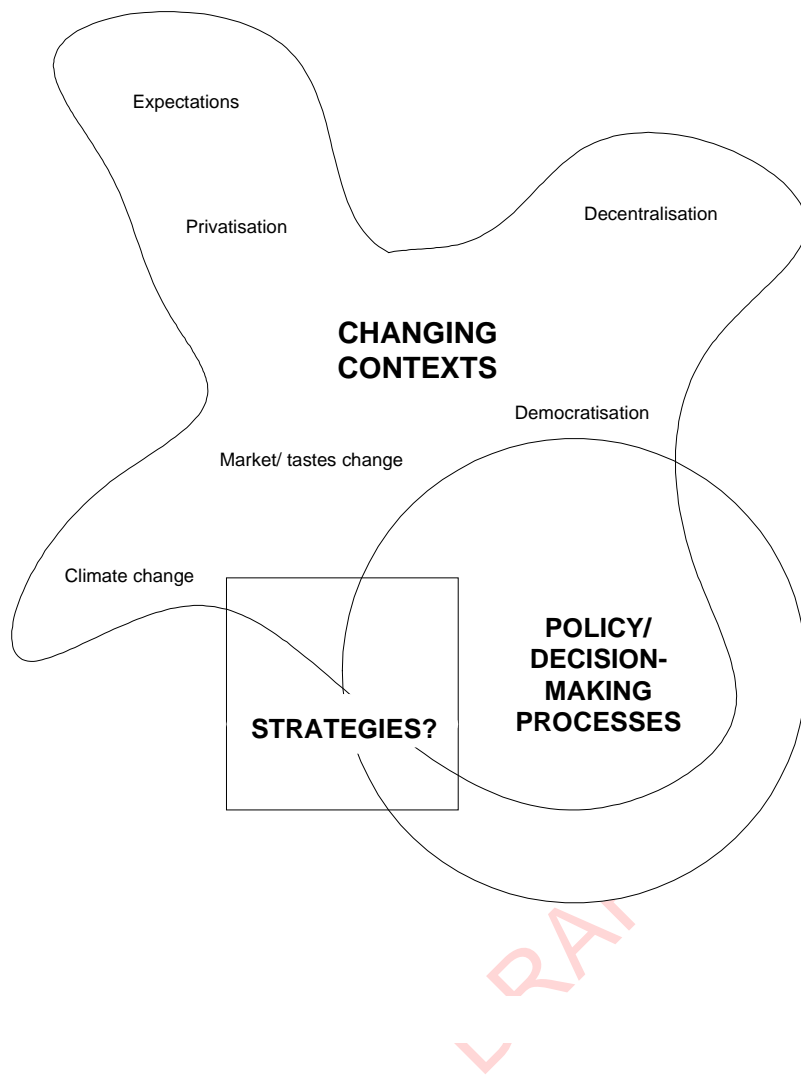 Expectations
Privatisation
Decentralisation
CHANGING
CONTEXTS
Democratisation
Market/ tastes change
Climate change
POLICY/
DECISION-
MAKING
PROCESSES
STRATEGIES?